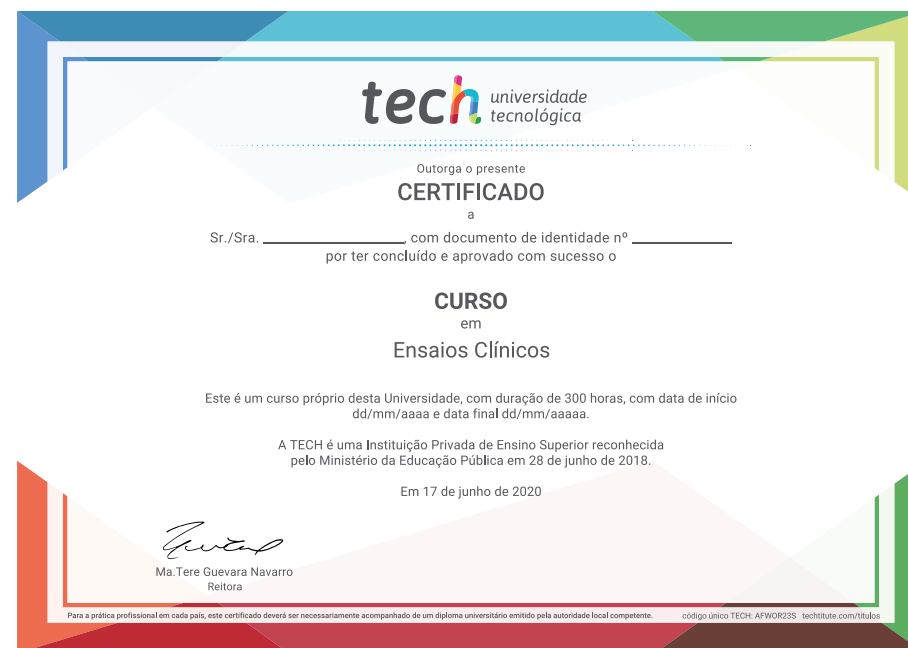 tech universidade
tecnológica
Outorga o presente
CERTIFICADO
a
Sr./Sra. ____________________, com documento de identidade nº ______________
por ter concluído e aprovado com sucesso o
CURSO
em
Ensaios Clínicos
Este é um curso próprio desta Universidade, com duração de 300 horas, com data de início
dd/mm/aaaa e data final dd/mm/aaaaa.
A TECH é uma Instituição Privada de Ensino Superior reconhecida
pelo Ministério da Educação Pública em 28 de junho de 2018.
Em 17 de junho de 2020
Ma.Tere Guevara Navarro
Reitora
Para a prática profissional em cada país, este certificado deverá ser necessariamente acompanhado de um diploma universitário emitido pela autoridade local competente. código único TECH: AFWOR23S techtitute.com/titulos